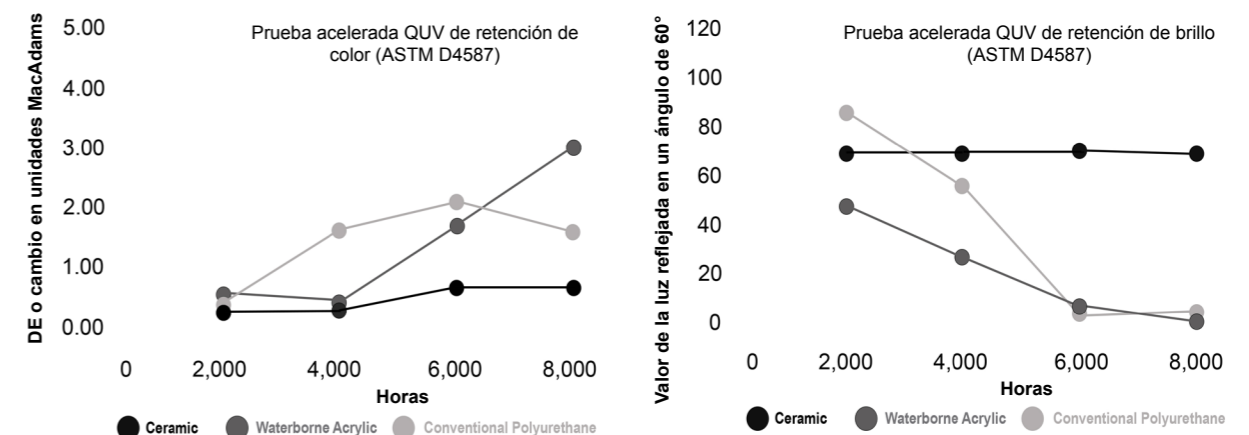 Prueba acelerada QUV de retención de
color (ASTM D4587)
DE o cambio en unidades MacAdams
5.00
4.00
3.00
2.00
1.00
0.00
0 2,000 4,000 6,000 8,000
Horas
Ceramic Waterborne Acrylic Conventional Polyurethane
Prueba acelerada QUV de retención de brillo
(ASTM D4587)
Valor de la luz reflejada en un ángulo de 60°
120
100
80
60
40
20
0
0 2,000 4,000 6,000 8,000
Horas
Ceramic Waterborne Acrylic Conventional Polyurethane